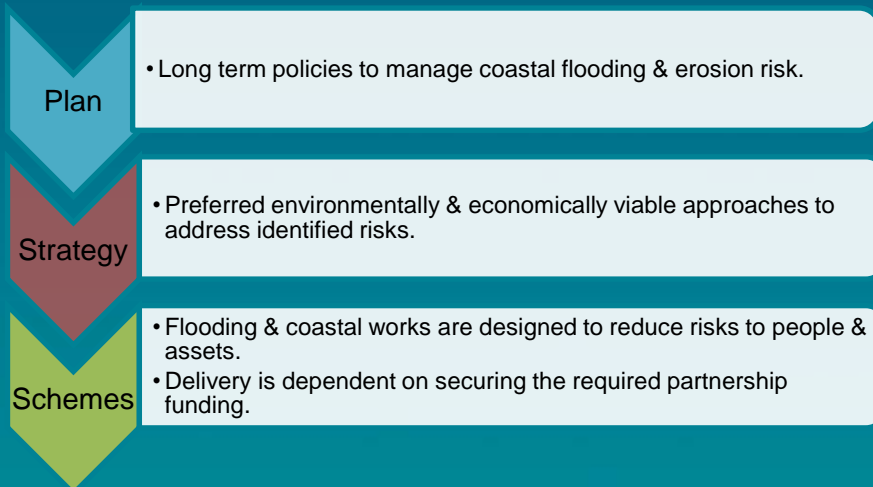 Plan
• Long term policies to manage coastal flooding & erosion risk.
Strategy
• Preferred environmentally & economically viable approaches to
address identified risks.
Schemes
• Flooding & coastal works are designed to reduce risks to people &
assets.
• Delivery is dependent on securing the required partnership
funding.